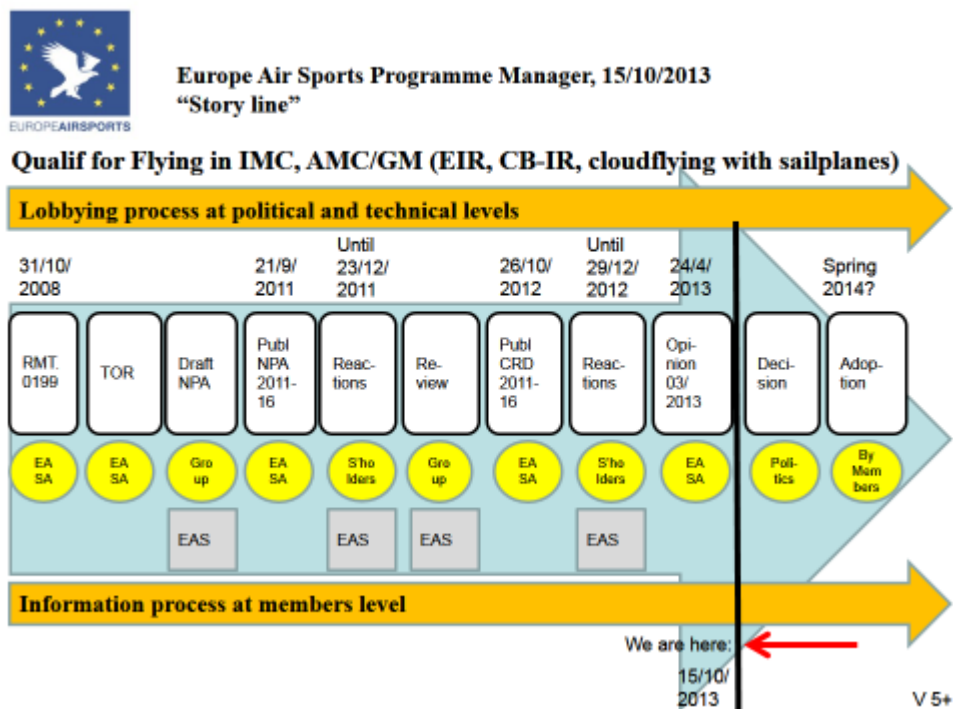 EUROPEAIRSPORTS
Europe Air Sports Programme Manager, 15/10/2013
“Story line”
Qualif for Flying in IMC, AMC/GM (EIR, CB-IR, cloudflying with sailplanes)
Lobbying process at political and technical levels
31/10/
2008
21/9/
2011
Until
23/12/
2011
26/10/
2012
Until
29/12/
2012
24/4/
2013
Spring
2014?
RMT.
0199
TOR
Draft
NPA
Publ
NPA
2011-
16
Reac-
tions
Re-
view
Publ
CRD
2011-
16
Reac-
tions
Opi-
nion
03/
2013
Deci-
sion
Adop-
tion
EA
SA
EA
SA
Gro
up
EA
SA
S'ho
lders
Gro
up
EA
SA
S'ho
lders
EA
SA
Poli-
tics
By
Mem
bers
EAS
EAS
EAS
EAS
Information process at members level
We are here:
15/10/
2013
V 5+